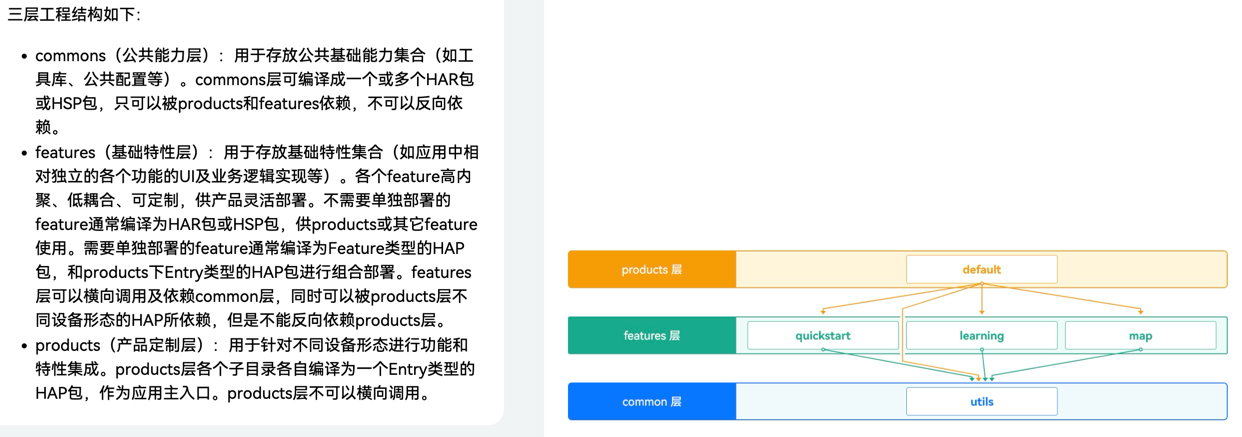 三层工程结构如下：
• commons（公共能力层）：用于存放公共基础能力集合（如工
具库、公共配置等）。commons层可编译成一个或多个HAR包
或HSP包，只可以被products和features依赖，不可以反向依
赖。
• features（基础特性层）：用于存放基础特性集合（如应用中相
对独立的各个功能的UI及业务逻辑实现等）。各个feature高内
聚、低耦合、可定制，供产品灵活部署。不需要单独部署的
feature通常编译为HAR包或HSP包，供products或其它feature
使用。需要单独部署的feature通常编译为Feature类型的HAP
包，和products下Entry类型的HAP包进行组合部署。features
层可以横向调用及依赖common层，同时可以被products层不
同设备形态的HAP所依赖，但是不能反向依赖products层。
• products（产品定制层）：用于针对不同设备形态进行功能和
特性集成。products层各个子目录各自编译为一个Entry类型的
HAP包，作为应用主入口。products层不可以横向调用。
products 层
default
features 层
quickstart
learning
map
common 层
utils